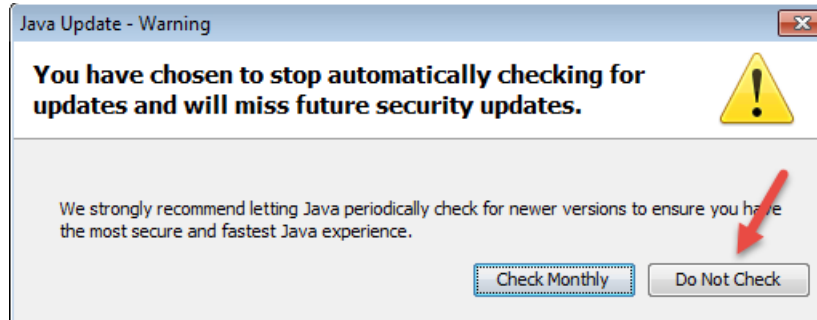 Java Update - Warning
You have chosen to stop automatically checking for
updates and will miss future security updates.
We strongly recommend letting Java periodically check for newer versions to ensure you have
the most secure and fastest Java experience.
Check Monthly
Do Not Check